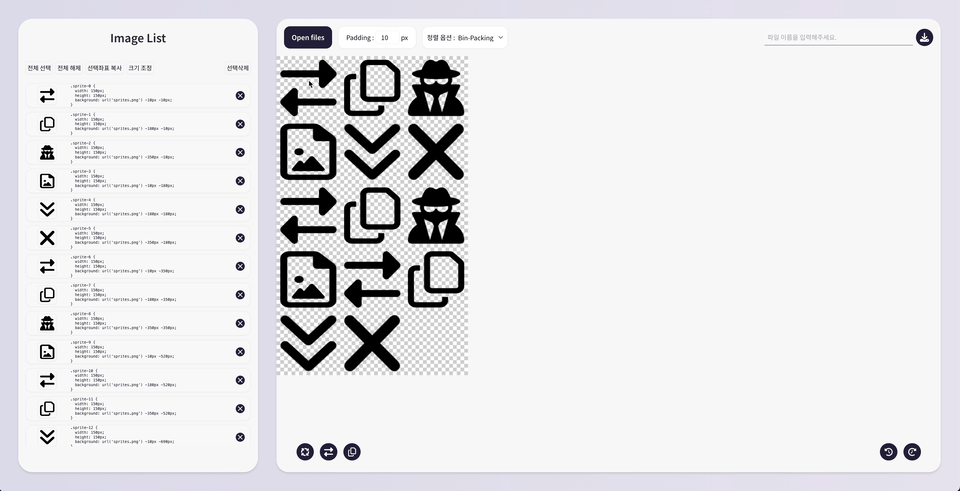 Image List
전체 선택 전체 해제 선택좌표 복사 크기 조정 선택삭제
.sprite-0 {
width: 150px;
height: 150px;
background: url('sprites.png') -10px -10px;
}
.sprite-1 {
width: 150px;
height: 150px;
background: url('sprites.png') -180px -10px;
}
.sprite-2 {
width: 150px;
height: 150px;
background: url('sprites.png') -350px -10px;
}
.sprite-3 {
width: 150px;
height: 150px;
background: url('sprites.png') -10px -180px;
}
.sprite-4 {
width: 150px;
height: 150px;
background: url('sprites.png') -180px -180px;
}
.sprite-5 {
width: 150px;
height: 150px;
background: url('sprites.png') -350px -180px;
}
.sprite-6 {
width: 150px;
height: 150px;
background: url('sprites.png') -10px -350px;
}
.sprite-7 {
width: 150px;
height: 150px;
background: url('sprites.png') -180px -350px;
}
.sprite-8 {
width: 150px;
height: 150px;
background: url('sprites.png') -350px -350px;
}
.sprite-9 {
width: 150px;
height: 150px;
background: url('sprites.png') -10px -520px;
}
.sprite-10 {
width: 150px;
height: 150px;
background: url('sprites.png') -180px -520px;
}
.sprite-11 {
width: 150px;
height: 150px;
background: url('sprites.png') -350px -520px;
}
.sprite-12 {
width: 150px;
height: 150px;
background: url('sprites.png') -10px -690px;
Open files Padding : 10 px 정렬 옵션 : Bin-Packing 파일 이름을 입력해주세요.